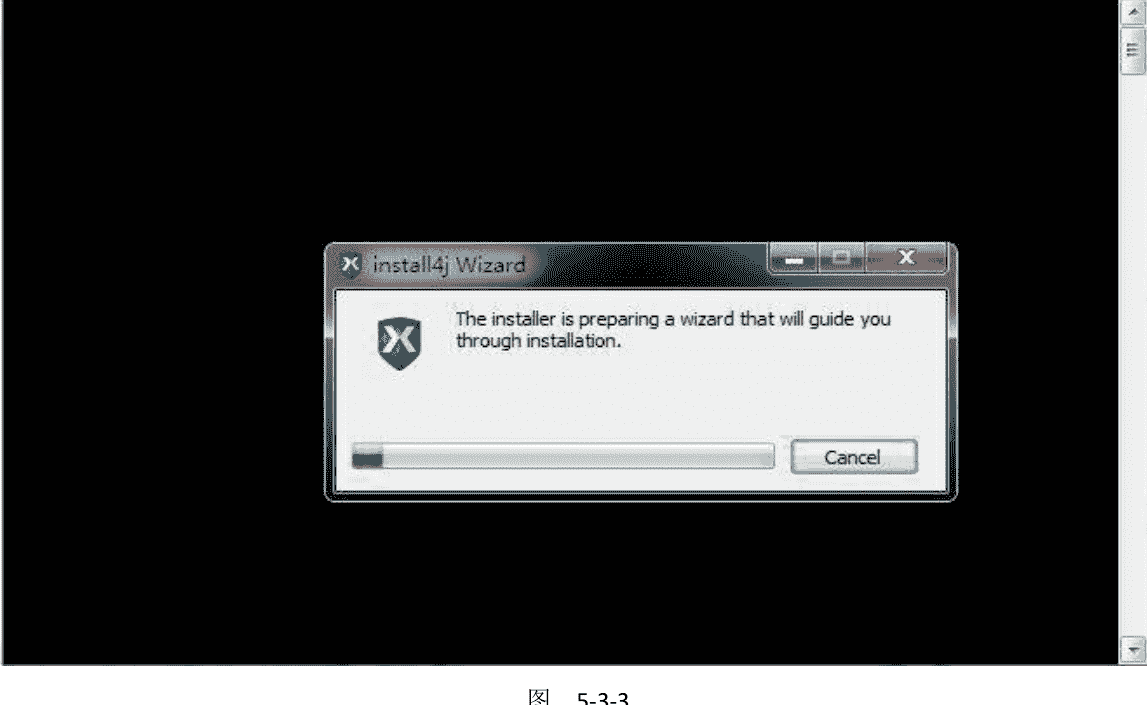 install4j Wizard
The installer is preparing a wizard that will guide you
through installation.
Cancel
图 5-3-3